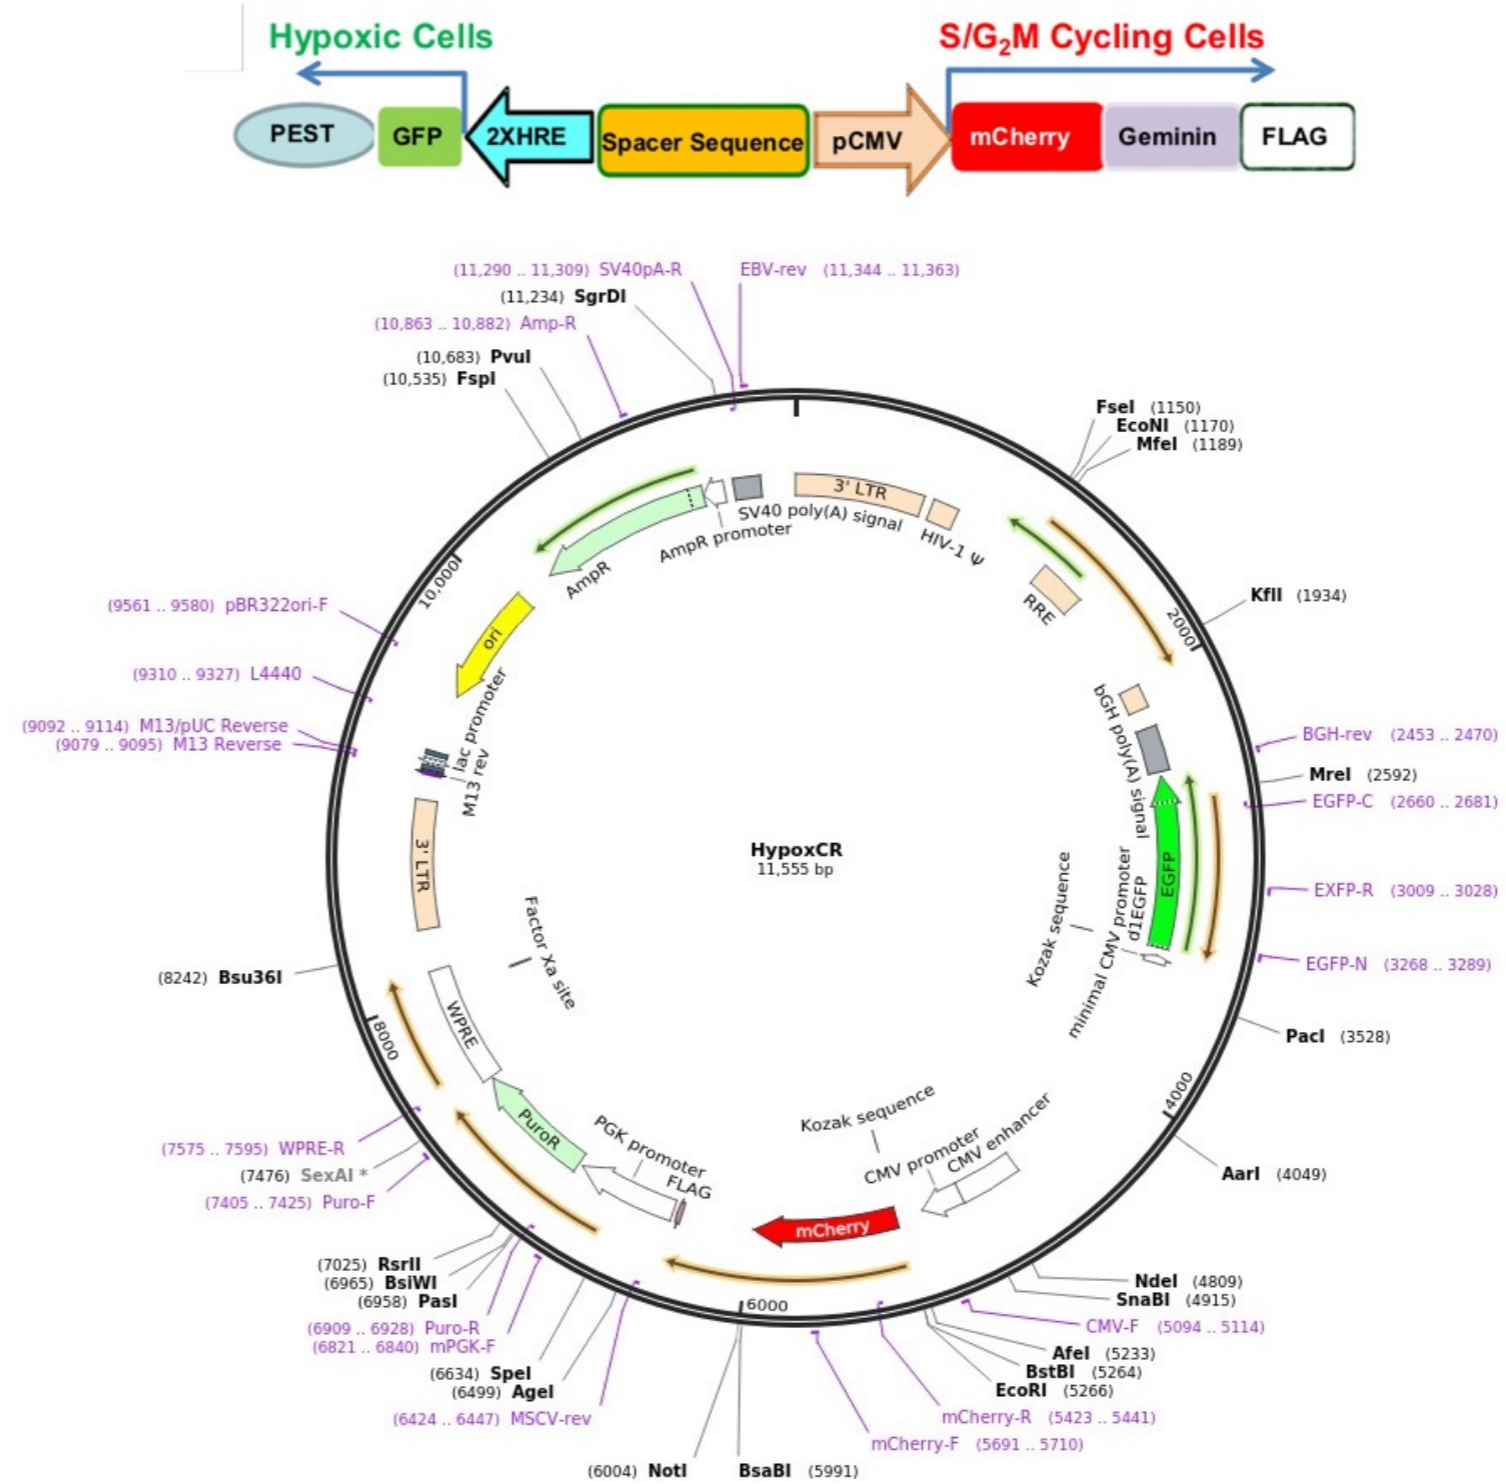 Hypoxic Cells
S/G2M Cycling Cells
PEST
GFP
2XHRE
Spacer Sequence
pCMV
mCherry
Geminin
FLAG
(11,290 .. 11,309) SV40pA-R
EBV-rev (11,344 .. 11,363)
(11,234) SgrDI
(10,863 .. 10,882) Amp-R
(10,683) PvuI
(10,535) FspI
FseI (1150)
EcoNI (1170)
MfeI (1189)
3' LTR
SV40 poly(A) signal
HIV-1 Ψ
AmpR promoter
AmpR
RRE
10,000
2000
KflI (1934)
(9561 .. 9580) pBR322ori-F
ori
(9310 .. 9327) L4440
lac promoter
(9092 .. 9114) M13/pUC Reverse
(9079 .. 9095) M13 Reverse
M13 rev
bGH poly(A) signal
BGH-rev (2453 .. 2470)
MreI (2592)
EGFP-C (2660 .. 2681)
HypoxCR
11,555 bp
3' LTR
EGFP
d1EGFP
minimal CMV promoter
Kozak sequence
EXFP-R (3009 .. 3028)
EGFP-N (3268 .. 3289)
Factor Xa site
(8242) Bsu36I
WPRE
8000
PacI (3528)
4000
AarI (4049)
Kozak sequence
CMV enhancer
CMV promoter
PGK promoter
PuroR
FLAG
mCherry
(7575 .. 7595) WPRE-R
(7476) SexAI *
(7405 .. 7425) Puro-F
(7025) RsrII
(6965) BsiWI
(6958) PasI
(6909 .. 6928) Puro-R
(6821 .. 6840) mPGK-F
(6634) SpeI
(6499) AgeI
(6424 .. 6447) MSCV-rev
6000
NdeI (4809)
SnaBI (4915)
CMV-F (5094 .. 5114)
AfeI (5233)
BstBI (5264)
EcoRI (5266)
mCherry-R (5423 .. 5441)
mCherry-F (5691 .. 5710)
(6004) NotI
BsaBI (5991)